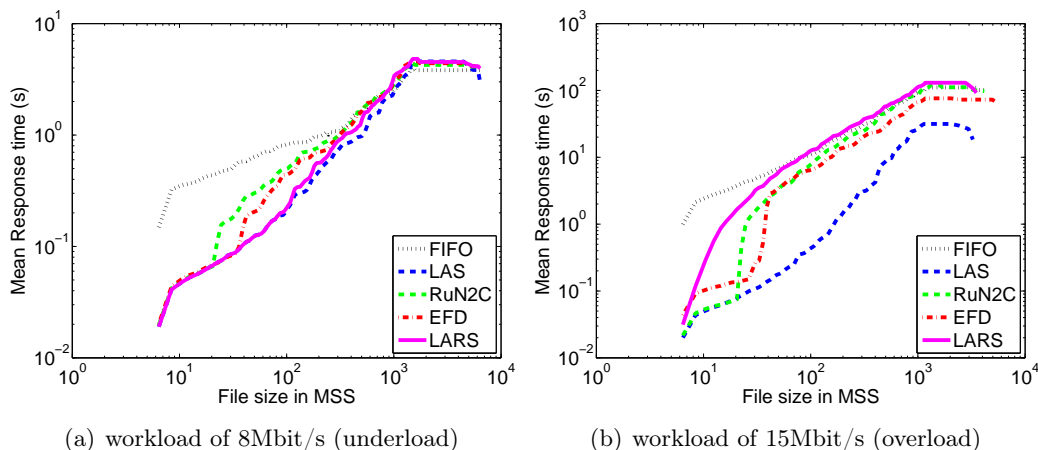 10^1
10^0
10^-1
10^-2
Mean Response time (s)
10^0
10^1
10^2
10^3
10^4
File size in MSS
FIFO
LAS
RuN2C
EFD
LARS
(a) workload of 8Mbit/s (underload)
10^3
10^2
10^1
10^0
10^-1
10^-2
Mean Response time (s)
10^0
10^1
10^2
10^3
10^4
File size in MSS
FIFO
LAS
RuN2C
EFD
LARS
(b) workload of 15Mbit/s (overload)